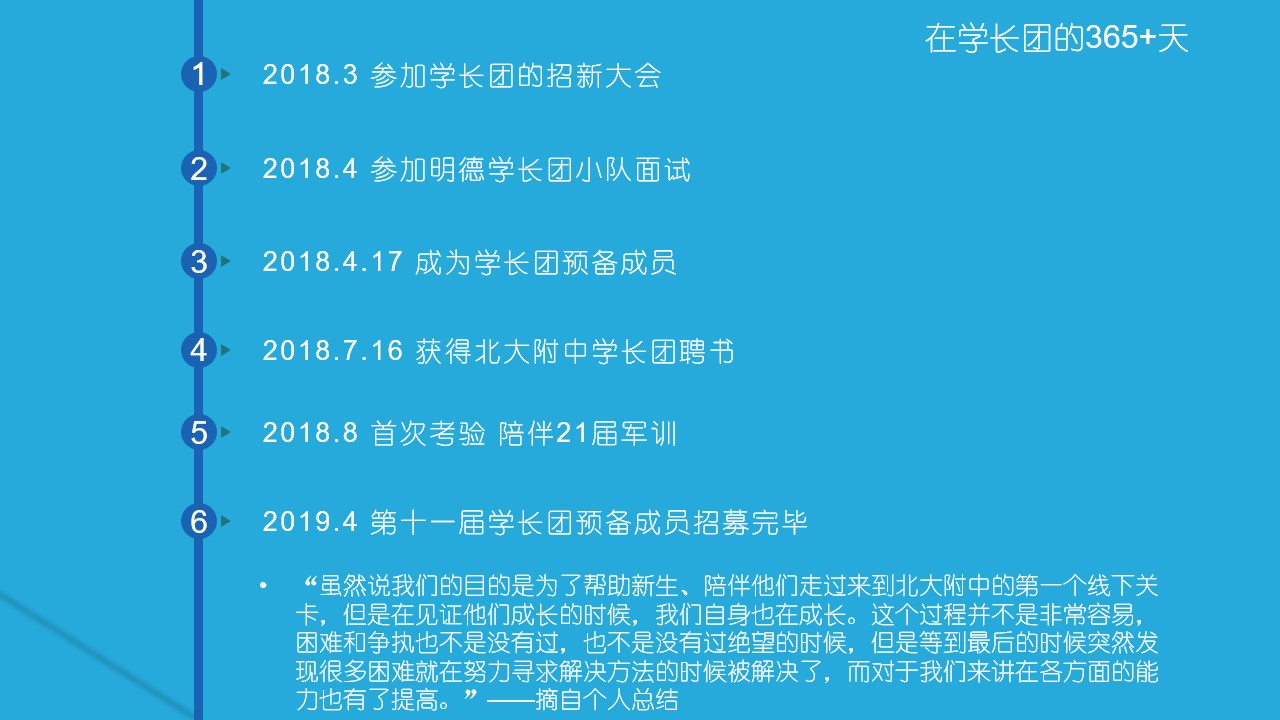 在学长团的365+天
1 2018.3 参加学长团的招新大会
2 2018.4 参加明德学长团小队面试
3 2018.4.17 成为学长团预备成员
4 2018.7.16 获得北大附中学长团聘书
5 2018.8 首次考验 陪伴21届军训
6 2019.4 第十一届学长团预备成员招募完毕
• “虽然说我们的目的是为了帮助新生、陪伴他们走过来到北大附中的第一个线下关
卡，但是在见证他们成长的时候，我们自身也在成长。这个过程并不是非常容易，
困难和争执也不是没有过，也不是没有过绝望的时候，但是等到最后的时候突然发
现很多困难就在努力寻求解决方法的时候被解决了，而对于我们来讲在各方面的能
力也有了提高。”——摘自个人总结